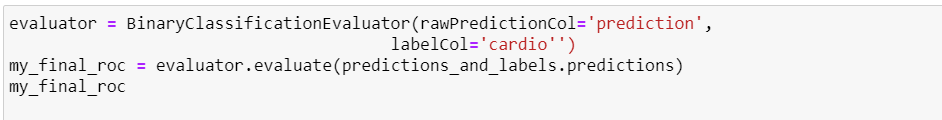 evaluator = BinaryClassificationEvaluator(rawPredictionCol='prediction',
labelCol='cardio'')
my_final_roc = evaluator.evaluate(predictions_and_labels.predictions)
my_final_roc